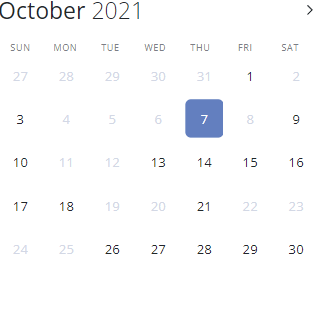 October 2021
SUN MON TUE WED THU FRI SAT
27 28 29 30 31 1 2
3 4 5 6 7 8 9
10 11 12 13 14 15 16
17 18 19 20 21 22 23
24 25 26 27 28 29 30